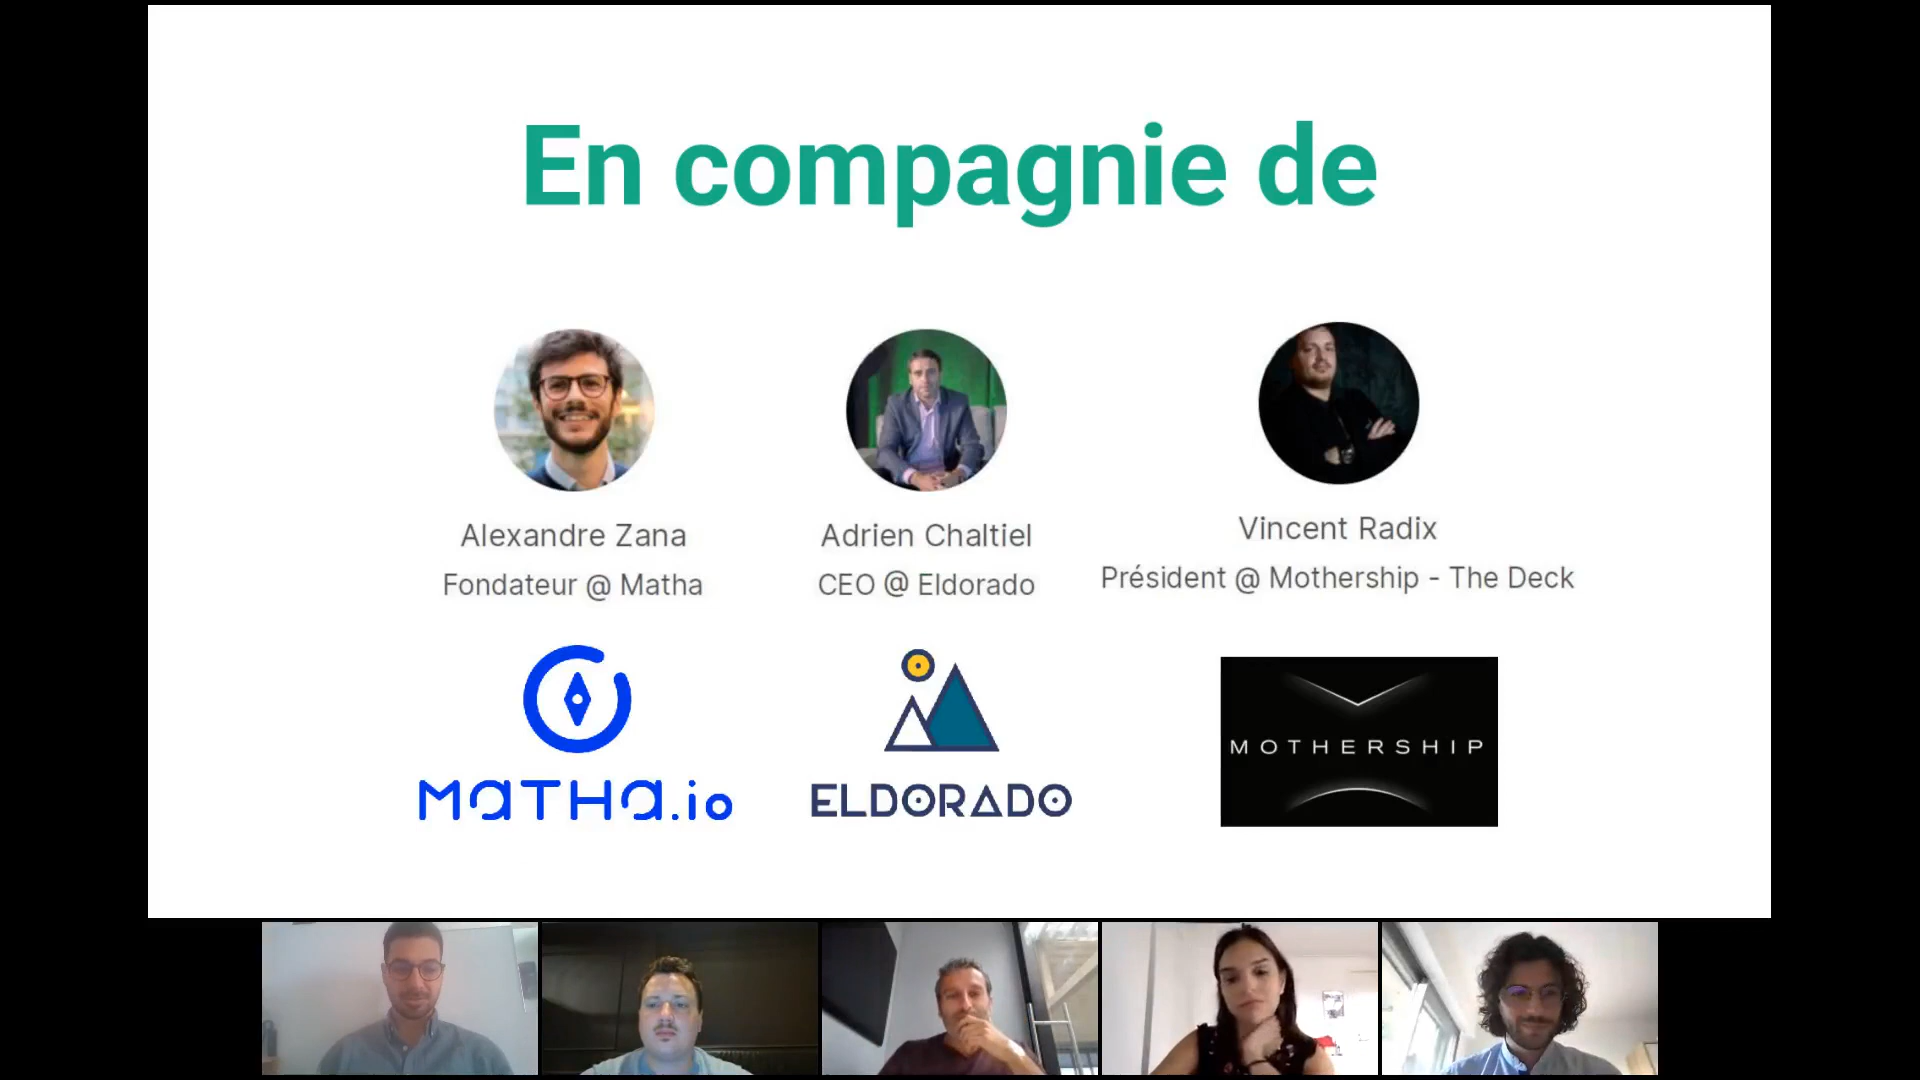 En compagnie de
Alexandre Zana
Fondateur @ Matha
MATHA.io
Adrien Chaltiel
CEO @ Eldorado
ELDORADO
Vincent Radix
Président @ Mothership - The Deck
MOTHERSHIP